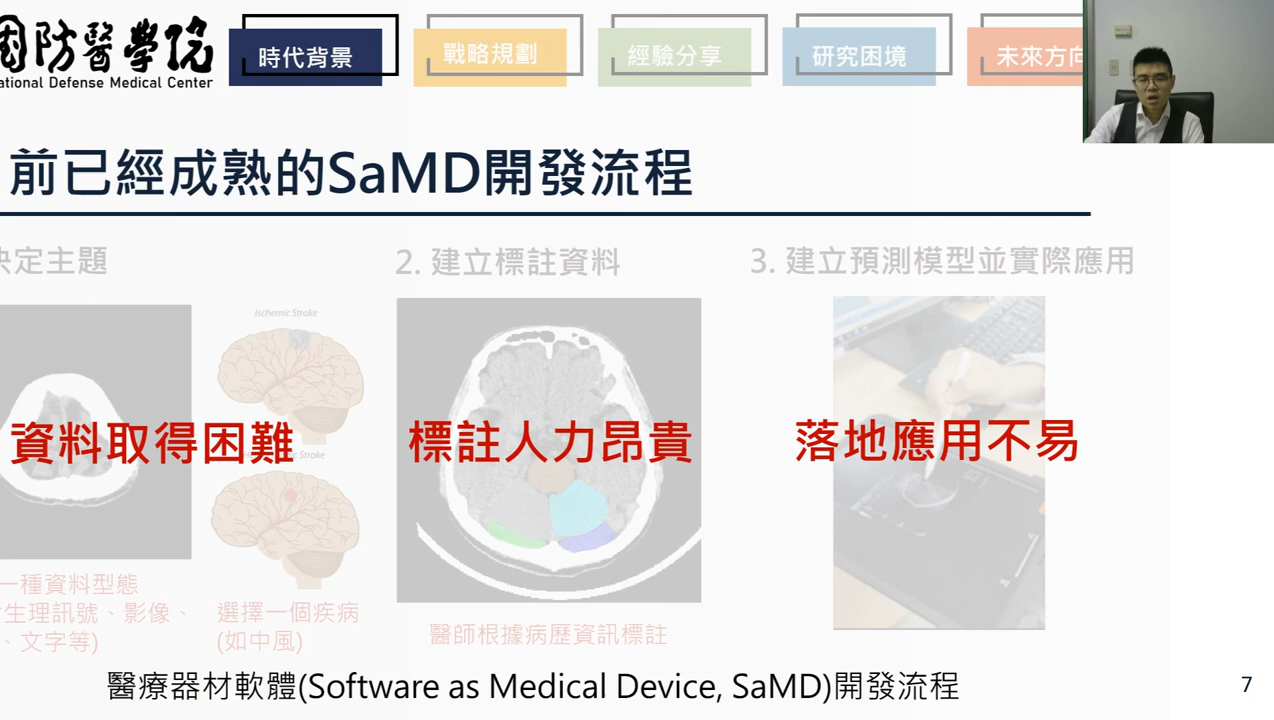 國防醫學院
ational Defense Medical Center
時代背景
戰略規劃
經驗分享
研究困境
未來方向
前已經成熟的SaMD開發流程
決定主題
2. 建立標註資料
3. 建立預測模型並實際應用
Ischemic Stroke
資料取得困難
標註人力昂貴
落地應用不易
Stroke
一種資料型態
生理訊號、影像、
、文字等)
選擇一個疾病
(如中風)
醫師根據病歷資訊標註
醫療器材軟體(Software as Medical Device, SaMD)開發流程
7